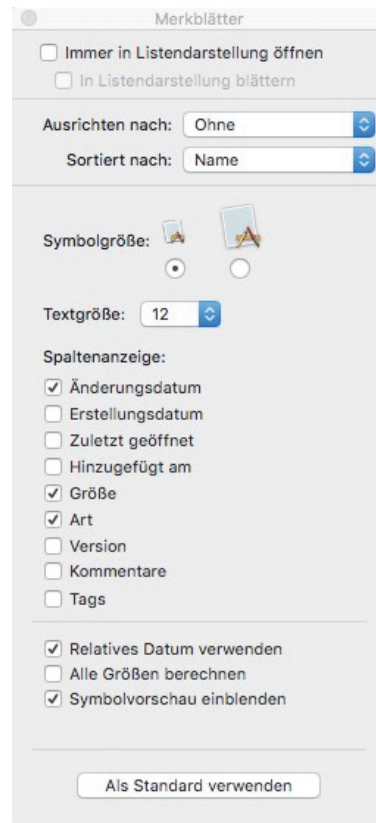 Merkblätter
Immer in Listendarstellung öffnen
In Listendarstellung blättern
Ausrichten nach: Ohne
Sortiert nach: Name
Symbolgröße:
Textgröße: 12
Spaltenanzeige:
Änderungsdatum
Erstellungsdatum
Zuletzt geöffnet
Hinzugefügt am
Größe
Art
Version
Kommentare
Tags
Relatives Datum verwenden
Alle Größen berechnen
Symbolvorschau einblenden
Als Standard verwenden